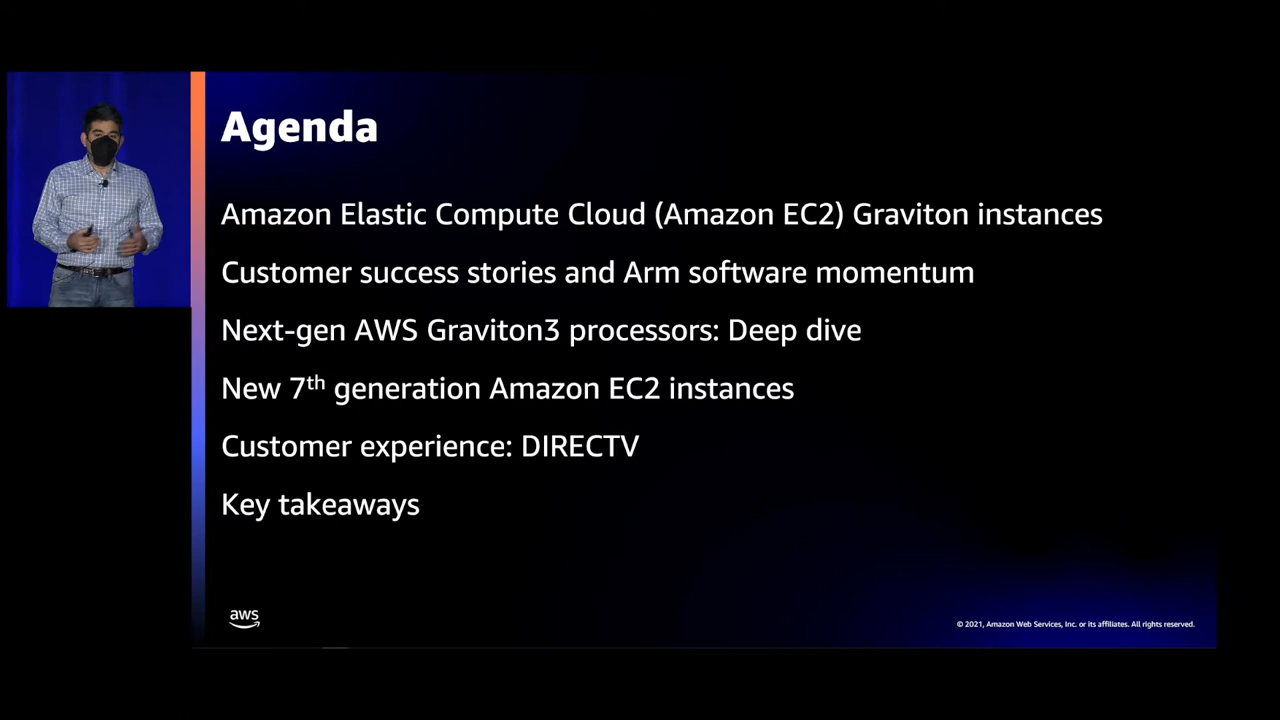 Agenda
Amazon Elastic Compute Cloud (Amazon EC2) Graviton instances
Customer success stories and Arm software momentum
Next-gen AWS Graviton3 processors: Deep dive
New 7th generation Amazon EC2 instances
Customer experience: DIRECTV
Key takeaways
aws
© 2021, Amazon Web Services, Inc. or its affiliates. All rights reserved.